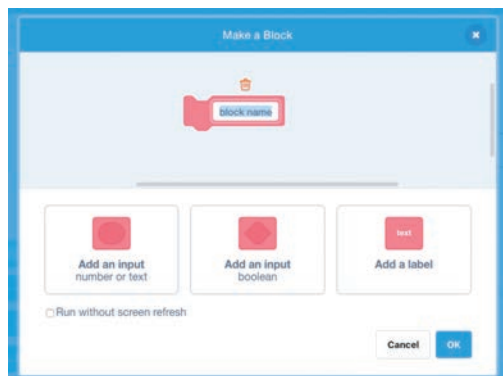 Make a Block
block name
text
Add an input
number or text
Add an input
boolean
Add a label
Run without screen refresh
Cancel
OK